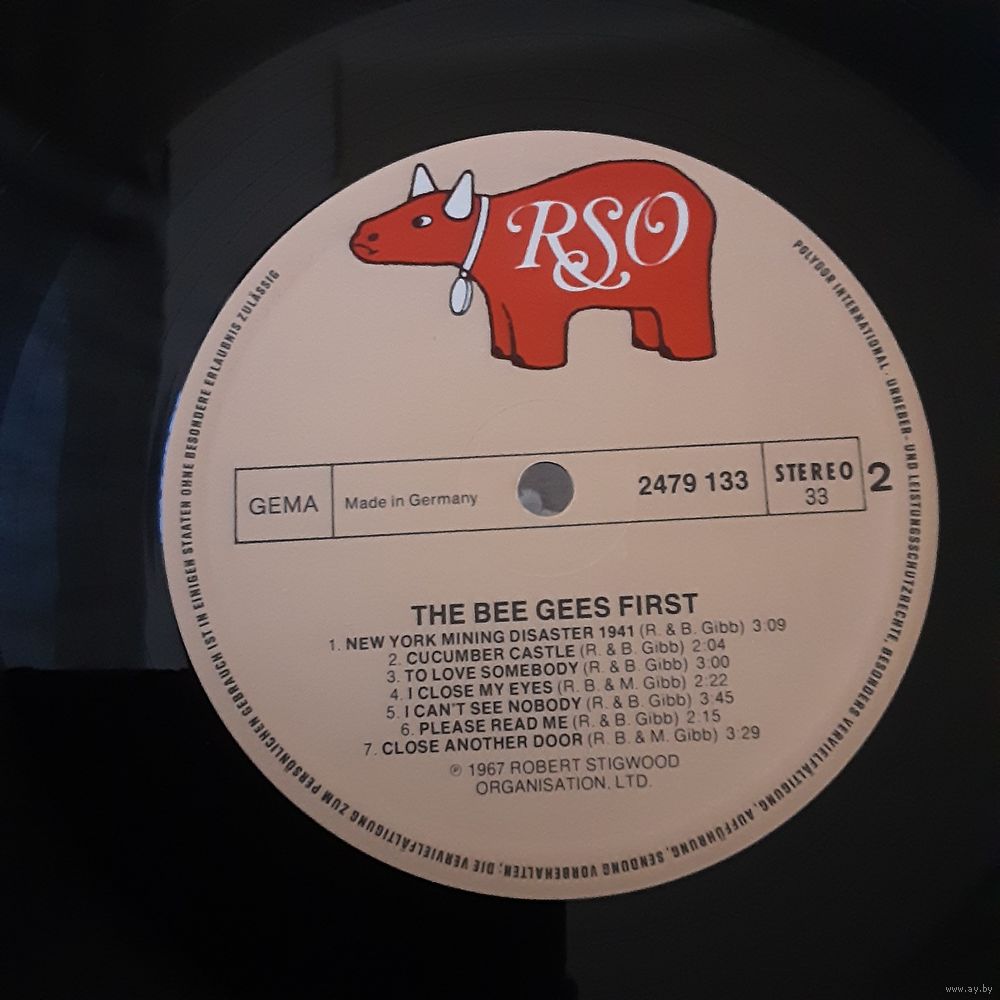 RSO
POLYDOR INTERNATIONAL · URHEBER- UND LEISTUNGSSCHUTZRECHTE, BESONDERS VERVIELFÄLTIGUNG, AUFFÜHRUNG, SENDUNG VORBEHALTEN; DIE VERVIELFÄLTIGUNG ZUM PERSÖNLICHEN GEBRAUCH IST IN EINIGEN STAATEN OHNE BESONDERE ERLAUBNIS ZULÄSSIG
GEMA Made in Germany 2479 133 STEREO 2
33
THE BEE GEES FIRST
1. NEW YORK MINING DISASTER 1941 (R. & B. Gibb) 3:09
2. CUCUMBER CASTLE (R. & B. Gibb) 2:04
3. TO LOVE SOMEBODY (R. & B. Gibb) 3:00
4. I CLOSE MY EYES (R. B. & M. Gibb) 2:22
5. I CAN'T SEE NOBODY (R. & B. Gibb) 3:45
6. PLEASE READ ME (R. & B. Gibb) 2:15
7. CLOSE ANOTHER DOOR (R. B. & M. Gibb) 3:29
℗ 1967 ROBERT STIGWOOD
ORGANISATION. LTD.
www.ay.by